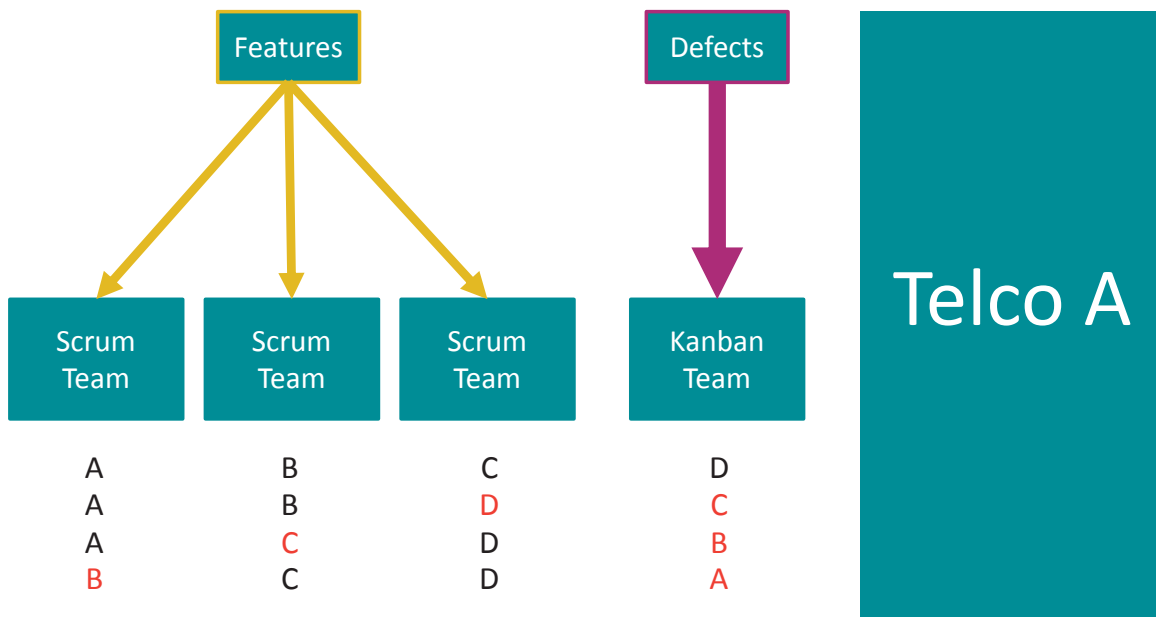 Features
Defects
Scrum
Team
Scrum
Team
Scrum
Team
Kanban
Team
Telco A
A B C D
A B D C
A C D B
B C D A